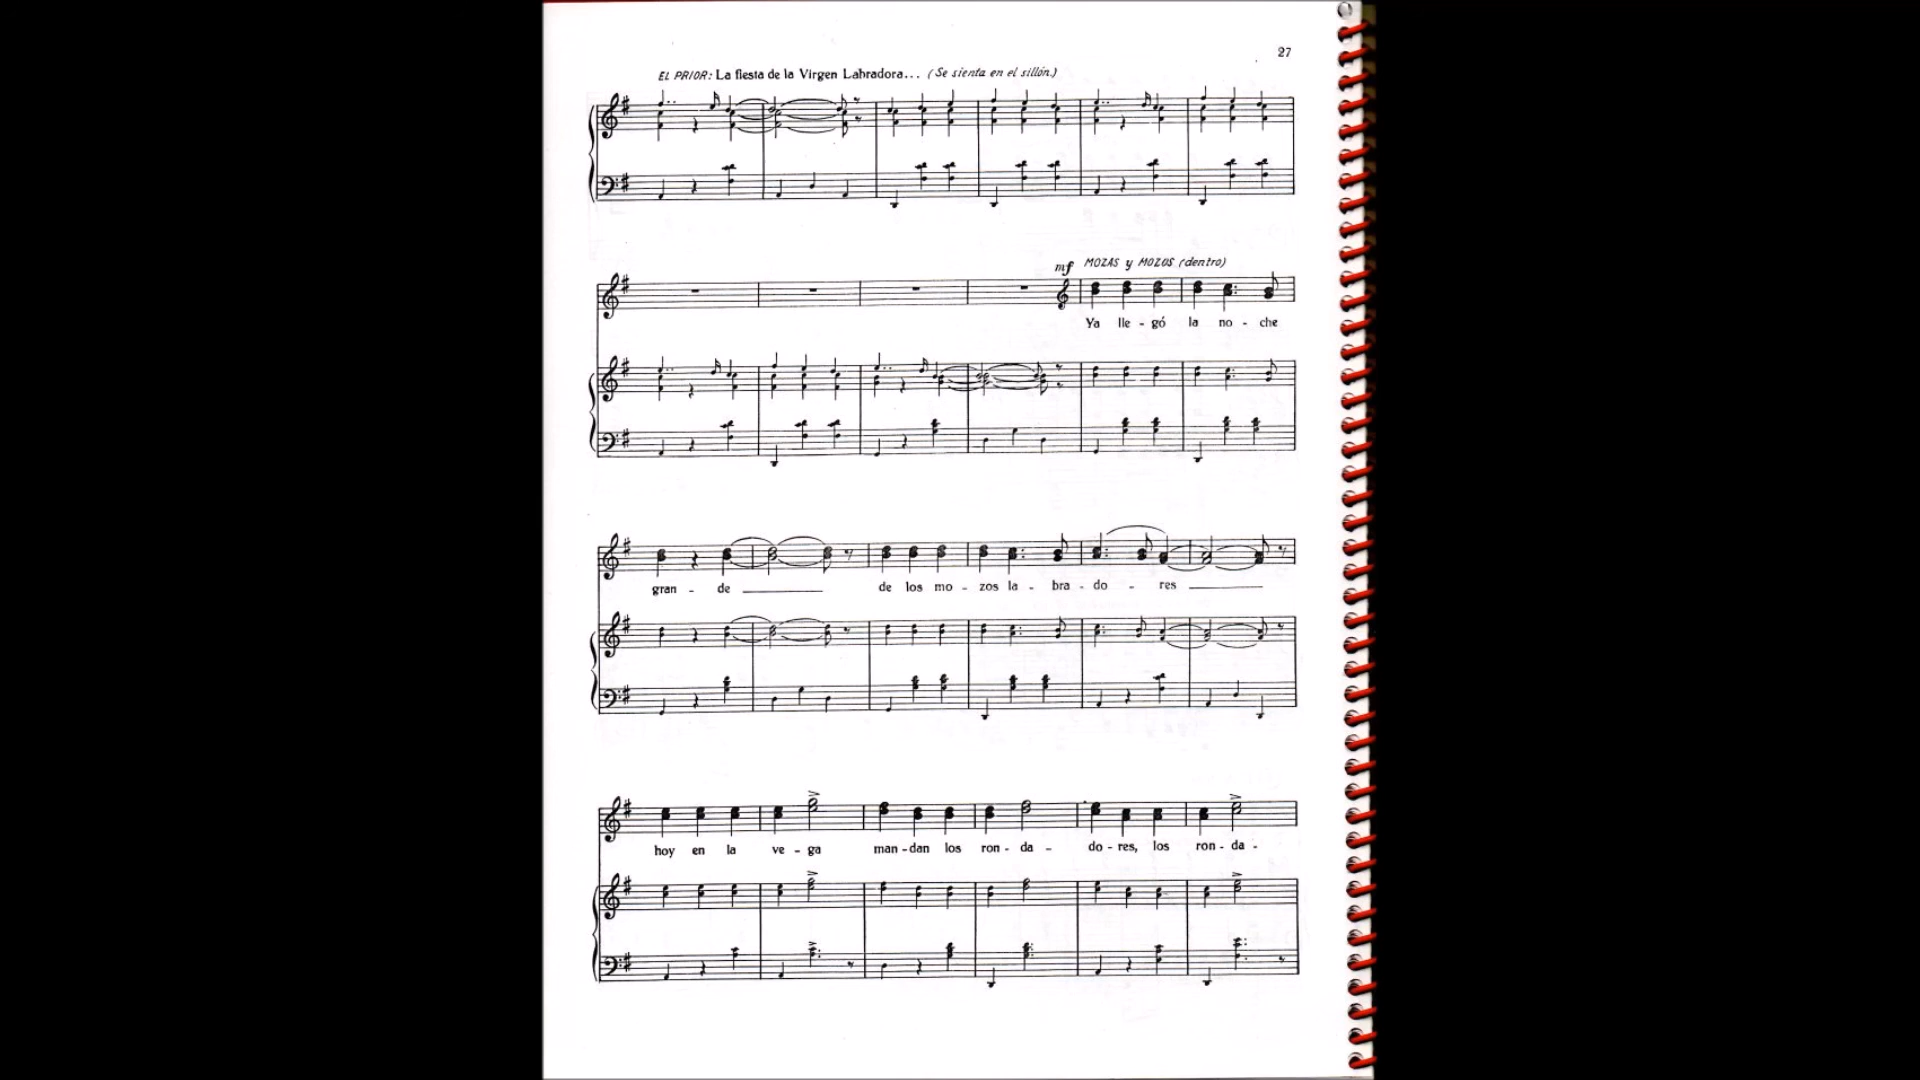 27
EL PRIOR: La fiesta de la Virgen Labradora... (Se sienta en el sillón.)
mf MOZAS y MOZOS (dentro)
Ya lle - gó la no - che
gran - de
de los mo - zos la - bra - do - res
hoy en la ve - ga man - dan los ron - da - do - res, los ron - da -